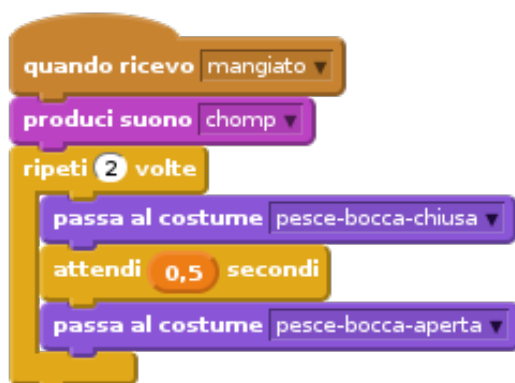 quando ricevo mangiato
produci suono chomp
ripeti 2 volte
passa al costume pesce-bocca-chiusa
attendi 0,5 secondi
passa al costume pesce-bocca-aperta